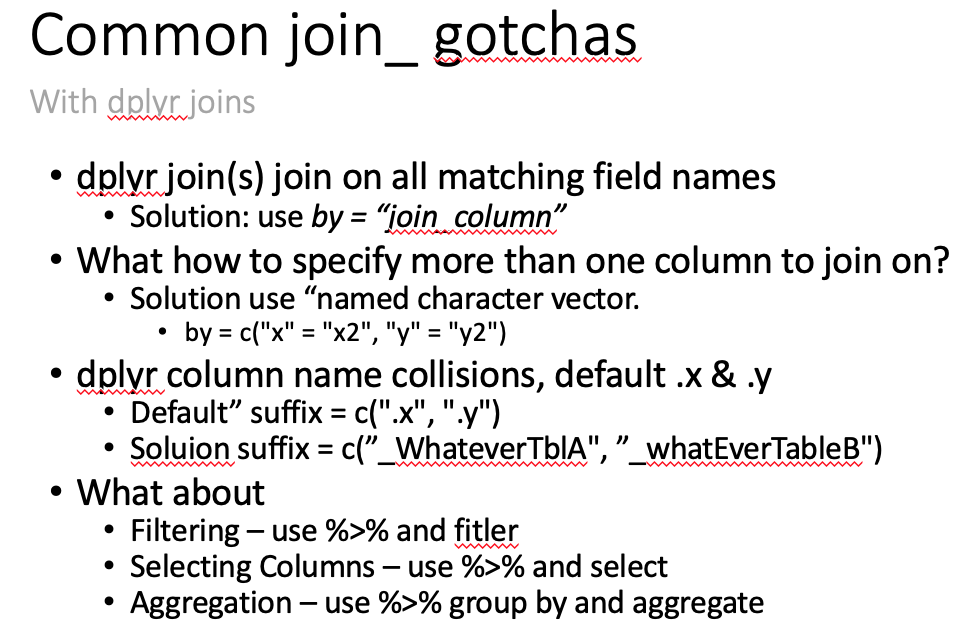 Common join_ gotchas
With dplyr joins
• dplyr join(s) join on all matching field names
• Solution: use by = “join_column”
• What how to specify more than one column to join on?
• Solution use “named character vector.
• by = c("x" = "x2", "y" = "y2")
• dplyr column name collisions, default .x & .y
• Default” suffix = c(".x", ".y")
• Soluion suffix = c(”_WhateverTblA", ”_whatEverTableB")
• What about
• Filtering – use %>% and fitler
• Selecting Columns – use %>% and select
• Aggregation – use %>% group by and aggregate